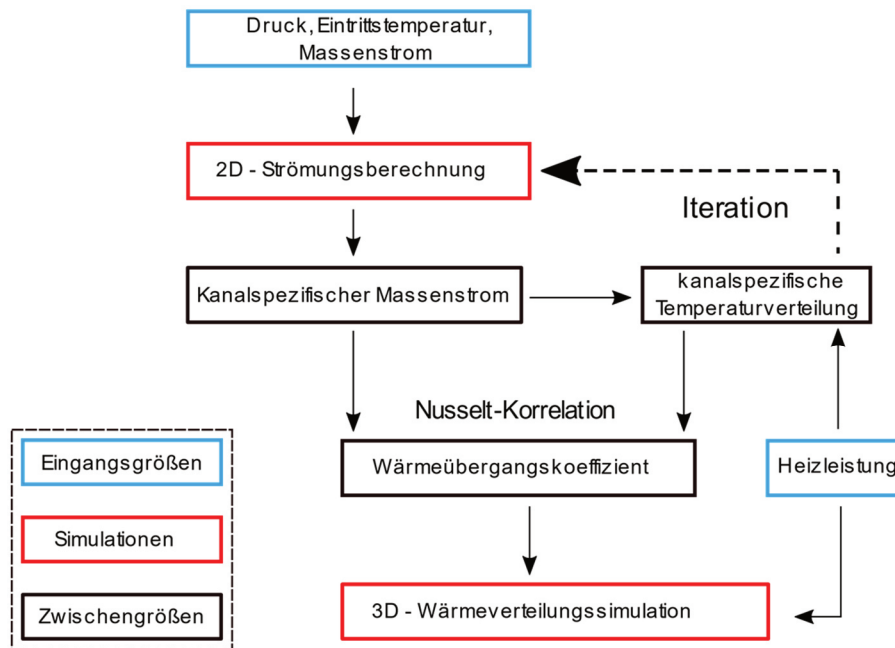 Druck, Eintrittstemperatur,
Massenstrom
2D - Strömungsberechnung
Iteration
Kanalspezifischer Massenstrom
kanalspezifische
Temperaturverteilung
Nusselt-Korrelation
Wärmeübergangskoeffizient
Heizleistung
3D - Wärmeverteilungssimulation
Eingangsgrößen
Simulationen
Zwischengrößen